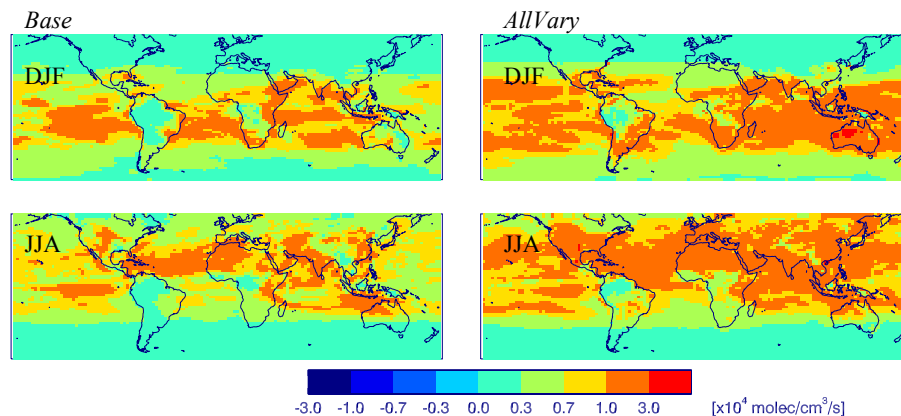 Base
AllVary
DJF
DJF
JJA
JJA
-3.0 -1.0 -0.7 -0.3 0.0 0.3 0.7 1.0 3.0 [x10⁴ molec/cm³/s]